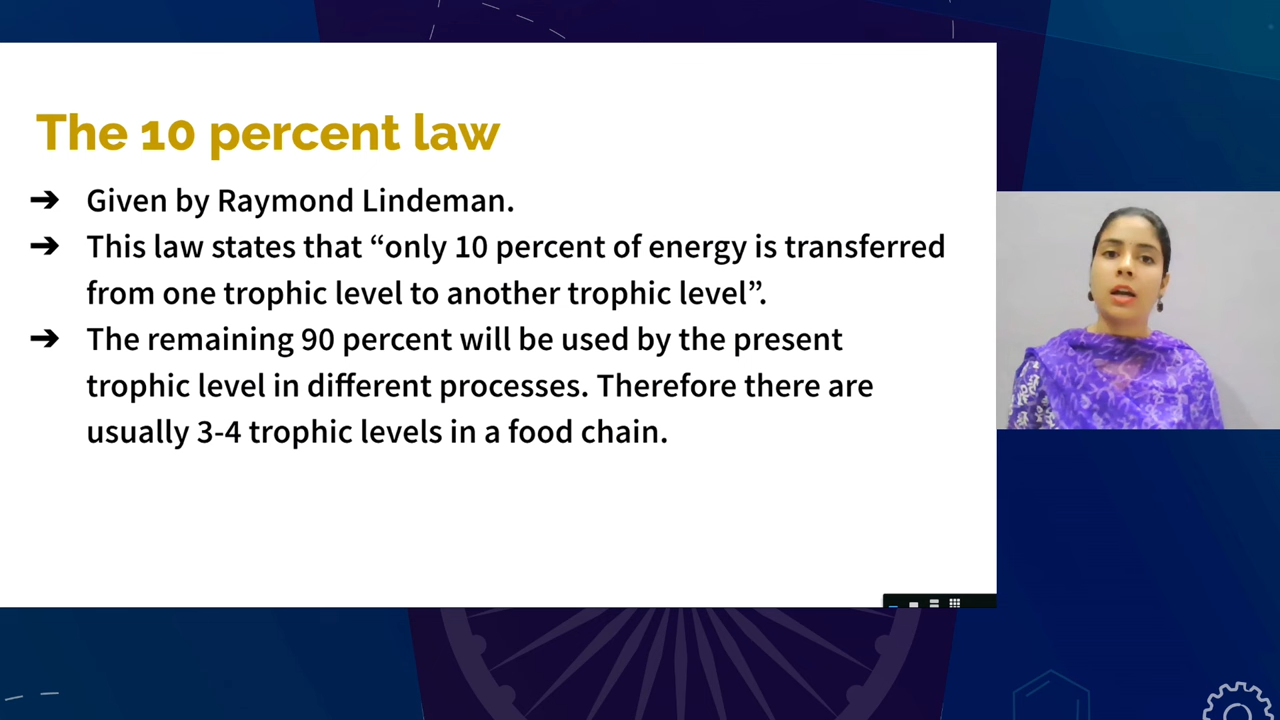 The 10 percent law
➔ Given by Raymond Lindeman.
➔ This law states that “only 10 percent of energy is transferred
from one trophic level to another trophic level”.
➔ The remaining 90 percent will be used by the present
trophic level in different processes. Therefore there are
usually 3-4 trophic levels in a food chain.